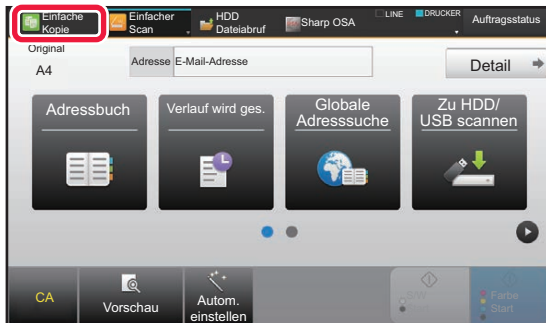 Einfache
Kopie
Einfacher
Scan
HDD
Dateiabruf
Sharp OSA
LINE
DRUCKER
Auftragsstatus
Original
A4
Adresse
E-Mail-Adresse
Detail
Adressbuch
Verlauf wird ges.
Globale
Adresssuche
Zu HDD/
USB scannen
CA
Vorschau
Autom.
einstellen
S/W
Start
Farbe
Start